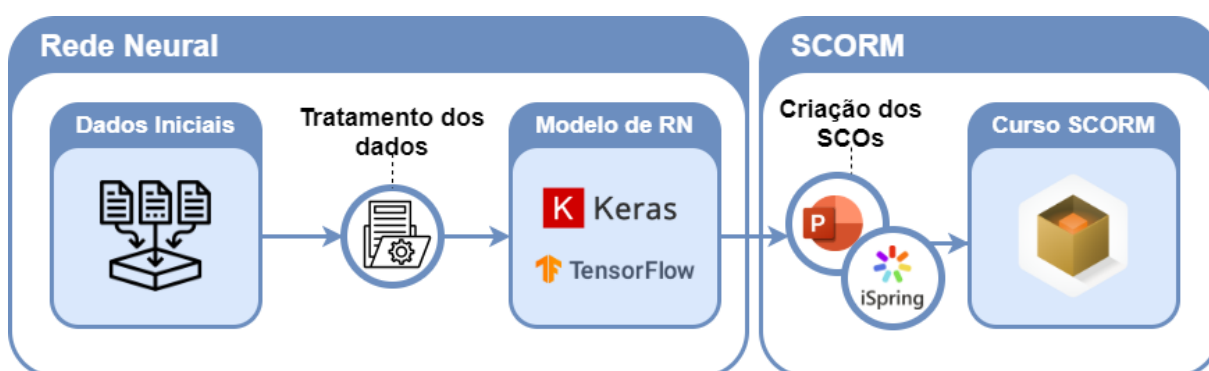 Rede Neural
SCORM
Dados Iniciais
Tratamento dos
dados
Modelo de RN
K Keras
TensorFlow
Criação dos
SCOs
P
iSpring
Curso SCORM